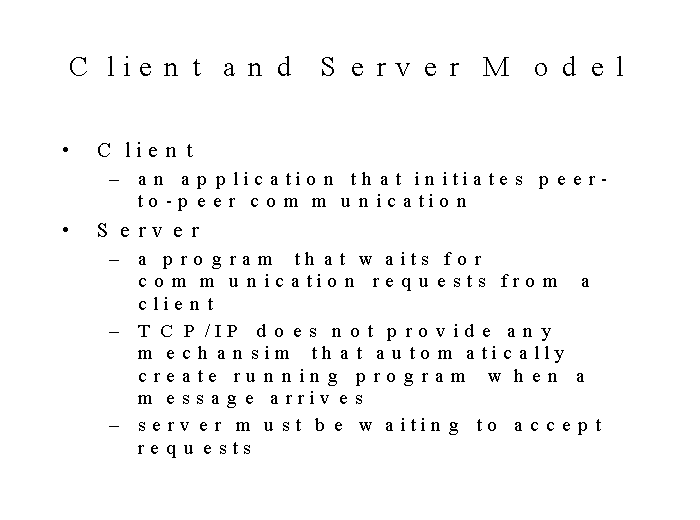 Client and Server Model
• Client
– an application that initiates peer-
to-peer communication
• Server
– a program that waits for
communication requests from a
client
– TCP/IP does not provide any
mechansim that automatically
create running program when a
message arrives
– server must be waiting to accept
requests